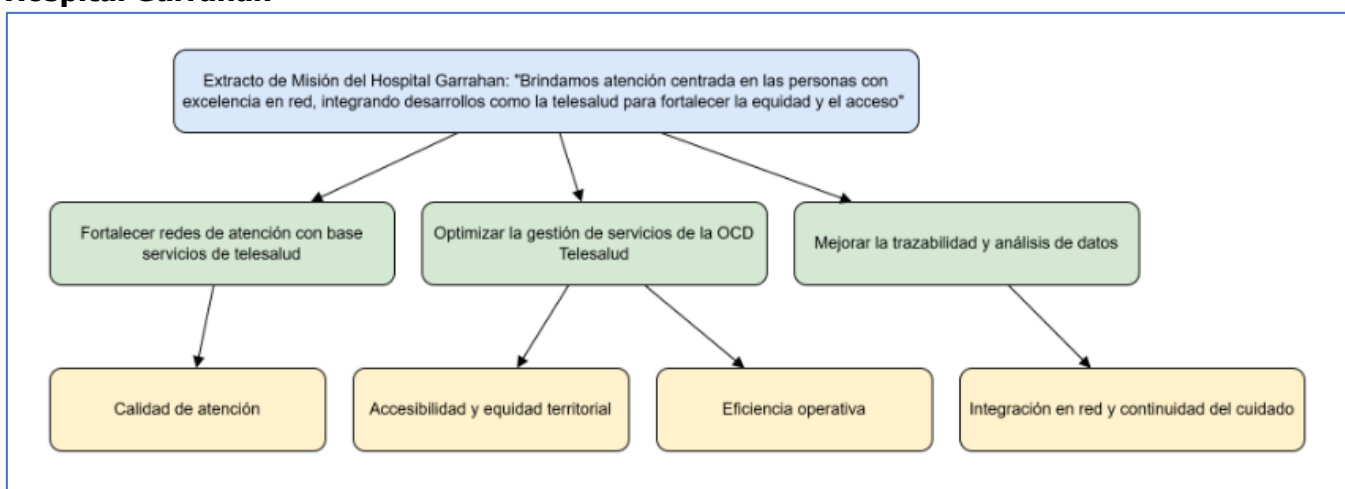 Hospital Garrahan
Extracto de Misión del Hospital Garrahan: "Brindamos atención centrada en las personas con
excelencia en red, integrando desarrollos como la telesalud para fortalecer la equidad y el acceso"
Fortalecer redes de atención con base
servicios de telesalud
Optimizar la gestión de servicios de la OCD
Telesalud
Mejorar la trazabilidad y análisis de datos
Calidad de atención
Accesibilidad y equidad territorial
Eficiencia operativa
Integración en red y continuidad del cuidado